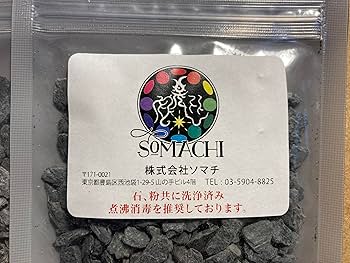 SOMACHI
株式会社ソマチ
〒171-0021
東京都豊島区西池袋1-29-5 山の手ビル4階 TEL：03-5904-8825
石、粉共に洗浄済み
煮沸消毒を推奨しております。